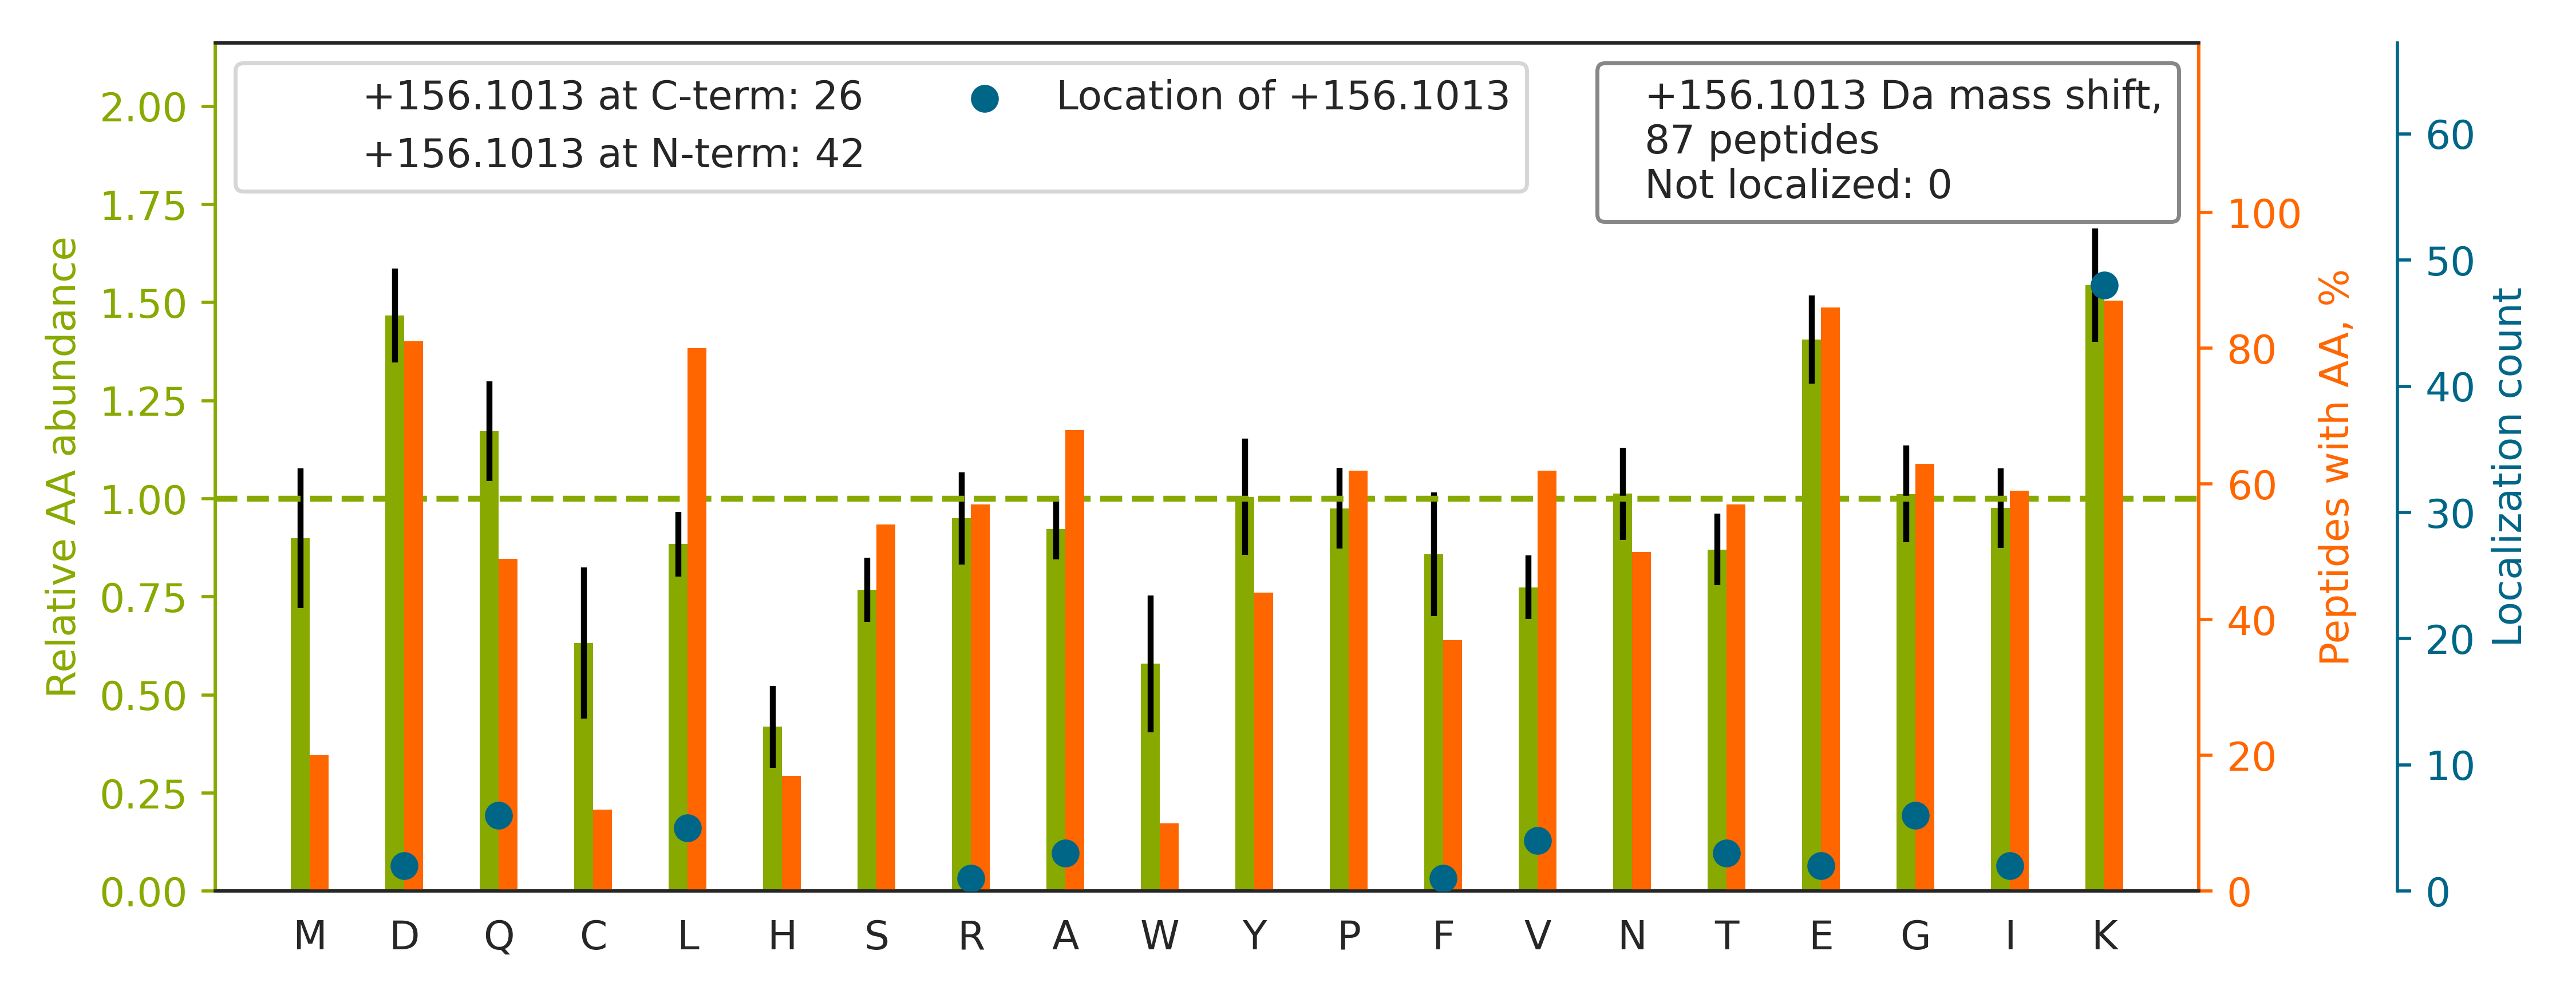 +156.1013 at C-term: 26
+156.1013 at N-term: 42
Location of +156.1013
+156.1013 Da mass shift,
87 peptides
Not localized: 0
Relative AA abundance
2.00
1.75
1.50
1.25
1.00
0.75
0.50
0.25
0.00
M D Q C L H S R A W Y P F V N T E G I K
100
80
60
40
20
0
Peptides with AA, %
60
50
40
30
20
10
0
Localization count